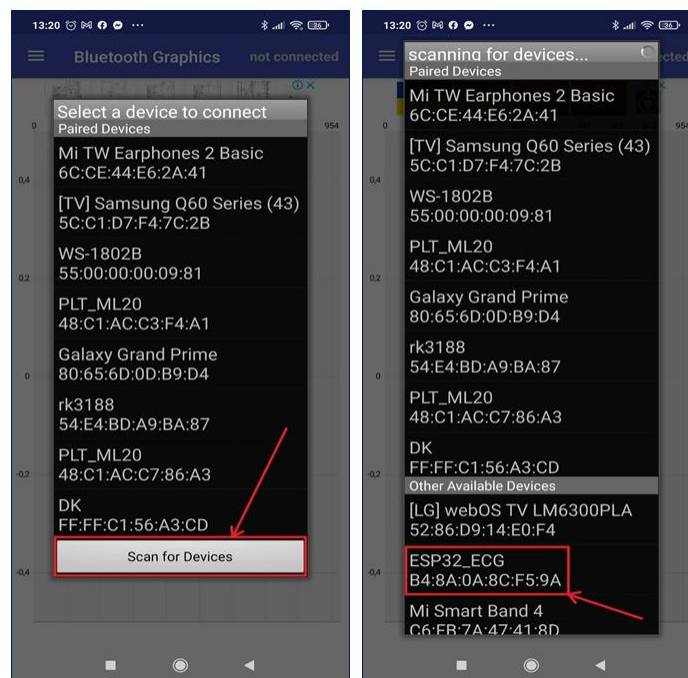 13:20
36
Bluetooth Graphics
not connected
Select a device to connect
Paired Devices
Mi TW Earphones 2 Basic
6C:CE:44:E6:2A:41
[TV] Samsung Q60 Series (43)
5C:C1:D7:F4:7C:2B
WS-1802B
55:00:00:00:09:81
PLT_ML20
48:C1:AC:C3:F4:A1
Galaxy Grand Prime
80:65:6D:0D:B9:D4
rk3188
54:E4:BD:A9:BA:87
PLT_ML20
48:C1:AC:C7:86:A3
DK
FF:FF:C1:56:A3:CD
Scan for Devices
0
954
0,4
0,2
0
-0,2
-0,4
13:20
36
scanning for devices...
Paired Devices
Mi TW Earphones 2 Basic
6C:CE:44:E6:2A:41
[TV] Samsung Q60 Series (43)
5C:C1:D7:F4:7C:2B
WS-1802B
55:00:00:00:09:81
PLT_ML20
48:C1:AC:C3:F4:A1
Galaxy Grand Prime
80:65:6D:0D:B9:D4
rk3188
54:E4:BD:A9:BA:87
PLT_ML20
48:C1:AC:C7:86:A3
DK
FF:FF:C1:56:A3:CD
Other Available Devices
[LG] webOS TV LM6300PLA
52:86:D9:14:E0:F4
ESP32_ECG
B4:8A:0A:8C:F5:9A
Mi Smart Band 4
C6:FB:7A:47:41:8D
0
0,4
0,2
0
-0,2
-0,4